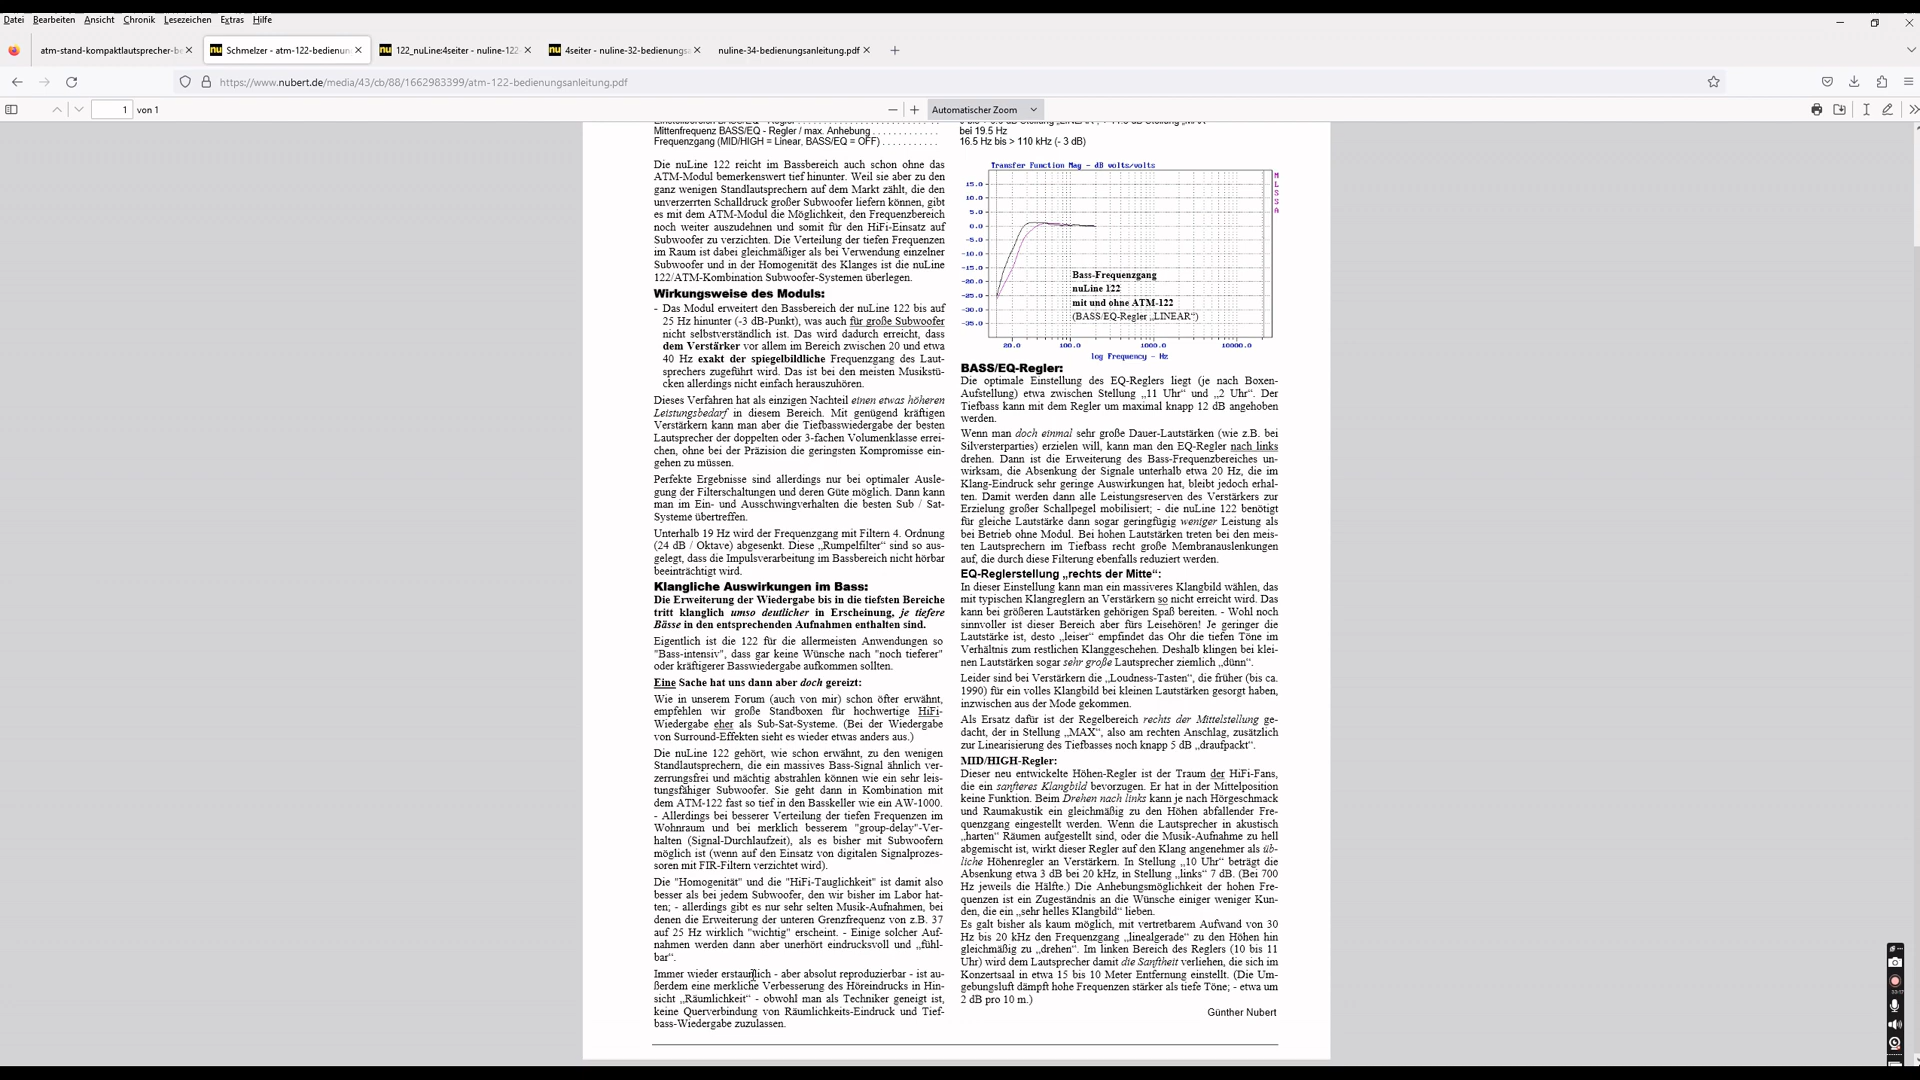 Datei Bearbeiten Ansicht Chronik Lesezeichen Extras Hilfe
atm-stand-kompaktlautsprecher-be
Schmelzer - atm-122-bedienun
122_nuLine:4seiter - nuline-122
4seiter - nuline-32-bedienungsa
nuline-34-bedienungsanleitung.pdf
https://www.nubert.de/media/43/cb/88/1662983399/atm-122-bedienungsanleitung.pdf
1 von 1
Automatischer Zoom
Mittenfrequenz BASS/EQ - Regler / max. Anhebung . . . . . . . . . . . . . bei 19.5 Hz
Frequenzgang (MID/HIGH = Linear, BASS/EQ = OFF) . . . . . . . . . . . 16.5 Hz bis > 110 kHz (- 3 dB)
Die nuLine 122 reicht im Bassbereich auch schon ohne das
ATM-Modul bemerkenswert tief hinunter. Weil sie aber zu den
ganz wenigen Standlautsprechern auf dem Markt zählt, die den
unverzerrten Schalldruck großer Subwoofer liefern können, gibt
es mit dem ATM-Modul die Möglichkeit, den Frequenzbereich
noch weiter auszudehnen und somit für den HiFi-Einsatz auf
Subwoofer zu verzichten. Die Verteilung der tiefen Frequenzen
im Raum ist dabei gleichmäßiger als bei Verwendung einzelner
Subwoofer und in der Homogenität des Klanges ist die nuLine
122/ATM-Kombination Subwoofer-Systemen überlegen.
Wirkungsweise des Moduls:
- Das Modul erweitert den Bassbereich der nuLine 122 bis auf
25 Hz hinunter (-3 dB-Punkt), was auch für große Subwoofer
nicht selbstverständlich ist. Das wird dadurch erreicht, dass
dem Verstärker vor allem im Bereich zwischen 20 und etwa
40 Hz exakt der spiegelbildliche Frequenzgang des Laut-
sprechers zugeführt wird. Das ist bei den meisten Musikstü-
cken allerdings nicht einfach herauszuhören.
Dieses Verfahren hat als einzigen Nachteil einen etwas höheren
Leistungsbedarf in diesem Bereich. Mit genügend kräftigen
Verstärkern kann man aber die Tiefbasswiedergabe der besten
Lautsprecher der doppelten oder 3-fachen Volumenklasse errei-
chen, ohne bei der Präzision die geringsten Kompromisse ein-
gehen zu müssen.
Perfekte Ergebnisse sind allerdings nur bei optimaler Ausle-
gung der Filterschaltungen und deren Güte möglich. Dann kann
man im Ein- und Ausschwingverhalten die besten Sub / Sat-
Systeme übertreffen.
Unterhalb 19 Hz wird der Frequenzgang mit Filtern 4. Ordnung
(24 dB / Oktave) abgesenkt. Diese „Rumpelfilter“ sind so aus-
gelegt, dass die Impulsverarbeitung im Bassbereich nicht hörbar
beeinträchtigt wird.
Klangliche Auswirkungen im Bass:
Die Erweiterung der Wiedergabe bis in die tiefsten Bereiche
tritt klanglich umso deutlicher in Erscheinung, je tiefere
Bässe in den entsprechenden Aufnahmen enthalten sind.
Eigentlich ist die 122 für die allermeisten Anwendungen so
"Bass-intensiv", dass gar keine Wünsche nach "noch tieferer"
oder kräftigerer Basswiedergabe aufkommen sollten.
Eine Sache hat uns dann aber doch gereizt:
Wie in unserem Forum (auch von mir) schon öfter erwähnt,
empfehlen wir große Standboxen für hochwertige HiFi-
Wiedergabe eher als Sub-Sat-Systeme. (Bei der Wiedergabe
von Surround-Effekten sieht es wieder etwas anders aus.)
Die nuLine 122 gehört, wie schon erwähnt, zu den wenigen
Standlautsprechern, die ein massives Bass-Signal ähnlich ver-
zerrungsfrei und mächtig abstrahlen können wie ein sehr leis-
tungsfähiger Subwoofer. Sie geht dann in Kombination mit
dem ATM-122 fast so tief in den Basskeller wie ein AW-1000.
- Allerdings bei besserer Verteilung der tiefen Frequenzen im
Wohnraum und bei merklich besserem "group-delay"-Ver-
halten (Signal-Durchlaufzeit), als es bisher mit Subwoofern
möglich ist (wenn auf den Einsatz von digitalen Signalprozes-
soren mit FIR-Filtern verzichtet wird).
Die "Homogenität" und die "HiFi-Tauglichkeit" ist damit also
besser als bei jedem Subwoofer, den wir bisher im Labor hat-
ten; - allerdings gibt es nur sehr selten Musik-Aufnahmen, bei
denen die Erweiterung der unteren Grenzfrequenz von z.B. 37
auf 25 Hz wirklich "wichtig" erscheint. - Einige solcher Auf-
nahmen werden dann aber unerhört eindrucksvoll und „fühl-
bar“.
Immer wieder erstaunlich - aber absolut reproduzierbar - ist au-
ßerdem eine merkliche Verbesserung des Höreindrucks in Hin-
sicht „Räumlichkeit“ - obwohl man als Techniker geneigt ist,
keine Querverbindung von Räumlichkeits-Eindruck und Tief-
bass-Wiedergabe zuzulassen.
Transfer Function Mag - dB volts/volts
15.0
10.0
5.0
0.0
-5.0
-10.0
-15.0
-20.0
-25.0
-30.0
-35.0
MLSSA
Bass-Frequenzgang
nuLine 122
mit und ohne ATM-122
(BASS/EQ-Regler „LINEAR“)
20.0 100.0 1000.0 10000.0
log Frequency - Hz
BASS/EQ-Regler:
Die optimale Einstellung des EQ-Reglers liegt (je nach Boxen-
Aufstellung) etwa zwischen Stellung „11 Uhr“ und „2 Uhr“. Der
Tiefbass kann mit dem Regler um maximal knapp 12 dB angehoben
werden.
Wenn man doch einmal sehr große Dauer-Lautstärken (wie z.B. bei
Silversterparties) erzielen will, kann man den EQ-Regler nach links
drehen. Dann ist die Erweiterung des Bass-Frequenzbereiches un-
wirksam, die Absenkung der Signale unterhalb etwa 20 Hz, die im
Klang-Eindruck sehr geringe Auswirkungen hat, bleibt jedoch erhal-
ten. Damit werden dann alle Leistungsreserven des Verstärkers zur
Erzielung großer Schallpegel mobilisiert; - die nuLine 122 benötigt
für gleiche Lautstärke dann sogar geringfügig weniger Leistung als
bei Betrieb ohne Modul. Bei hohen Lautstärken treten bei den meis-
ten Lautsprechern im Tiefbass recht große Membranauslenkungen
auf, die durch diese Filterung ebenfalls reduziert werden.
EQ-Reglerstellung „rechts der Mitte“:
In dieser Einstellung kann man ein massiveres Klangbild wählen, das
mit typischen Klangreglern an Verstärkern so nicht erreicht wird. Das
kann bei größeren Lautstärken gehörigen Spaß bereiten. - Wohl noch
sinnvoller ist dieser Bereich aber fürs Leisehören! Je geringer die
Lautstärke ist, desto „leiser“ empfindet das Ohr die tiefen Töne im
Verhältnis zum restlichen Klanggeschehen. Deshalb klingen bei klei-
nen Lautstärken sogar sehr große Lautsprecher ziemlich „dünn“.
Leider sind bei Verstärkern die „Loudness-Tasten“, die früher (bis ca.
1990) für ein volles Klangbild bei kleinen Lautstärken gesorgt haben,
inzwischen aus der Mode gekommen.
Als Ersatz dafür ist der Regelbereich rechts der Mittelstellung ge-
dacht, der in Stellung „MAX“, also am rechten Anschlag, zusätzlich
zur Linearisierung des Tiefbasses noch knapp 5 dB „draufpackt“.
MID/HIGH-Regler:
Dieser neu entwickelte Höhen-Regler ist der Traum der HiFi-Fans,
die ein sanfteres Klangbild bevorzugen. Er hat in der Mittelposition
keine Funktion. Beim Drehen nach links kann je nach Hörgeschmack
und Raumakustik ein gleichmäßig zu den Höhen abfallender Fre-
quenzgang eingestellt werden. Wenn die Lautsprecher in akustisch
„harten“ Räumen aufgestellt sind, oder die Musik-Aufnahme zu hell
abgemischt ist, wirkt dieser Regler auf den Klang angenehmer als üb-
liche Höhenregler an Verstärkern. In Stellung „10 Uhr“ beträgt die
Absenkung etwa 3 dB bei 20 kHz, in Stellung „links“ 7 dB. (Bei 700
Hz jeweils die Hälfte.) Die Anhebungsmöglichkeit der hohen Fre-
quenzen ist ein Zugeständnis an die Wünsche einiger weniger Kun-
den, die ein „sehr helles Klangbild“ lieben.
Es galt bisher als kaum möglich, mit vertretbarem Aufwand von 30
Hz bis 20 kHz den Frequenzgang „linealgerade“ zu den Höhen hin
gleichmäßig zu „drehen“. Im linken Bereich des Reglers (10 bis 11
Uhr) wird dem Lautsprecher damit die Sanftheit verliehen, die sich im
Konzertsaal in etwa 15 bis 10 Meter Entfernung einstellt. (Die Um-
gebungsluft dämpft hohe Frequenzen stärker als tiefe Töne; - etwa um
2 dB pro 10 m.)
Günther Nubert